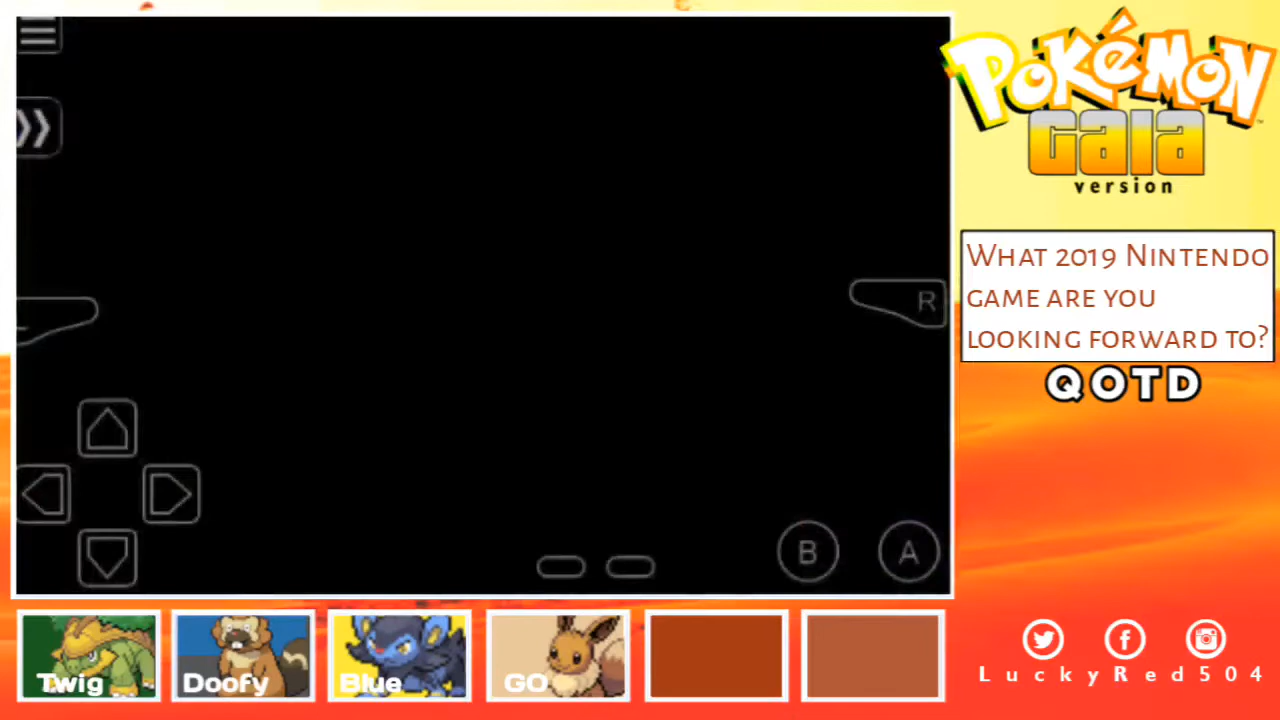 POKéMON
GAIA
version
WHAT 2019 NINTENDO
GAME ARE YOU
LOOKING FORWARD TO?
QOTD
R
B
A
Twig
Doofy
Blue
GO
LuckyRed504